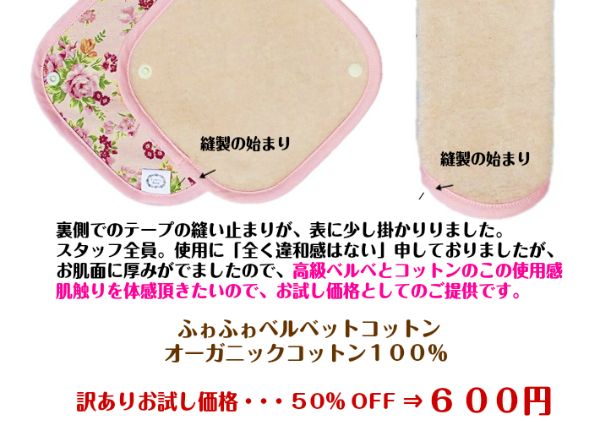 縫製の始まり
縫製の始まり
裏側でのテープの縫い止まりが、表に少し掛かりりました。
スタッフ全員。使用に「全く違和感はない」申しておりましたが、
お肌面に厚みがでましたので、高級ベルベとコットンのこの使用感
肌触りを体感頂きたいので、お試し価格としてのご提供です。
ふわふわベルベットコットン
オーガニックコットン１００％
訳ありお試し価格・・・５０% OFF ⇒ ６００円